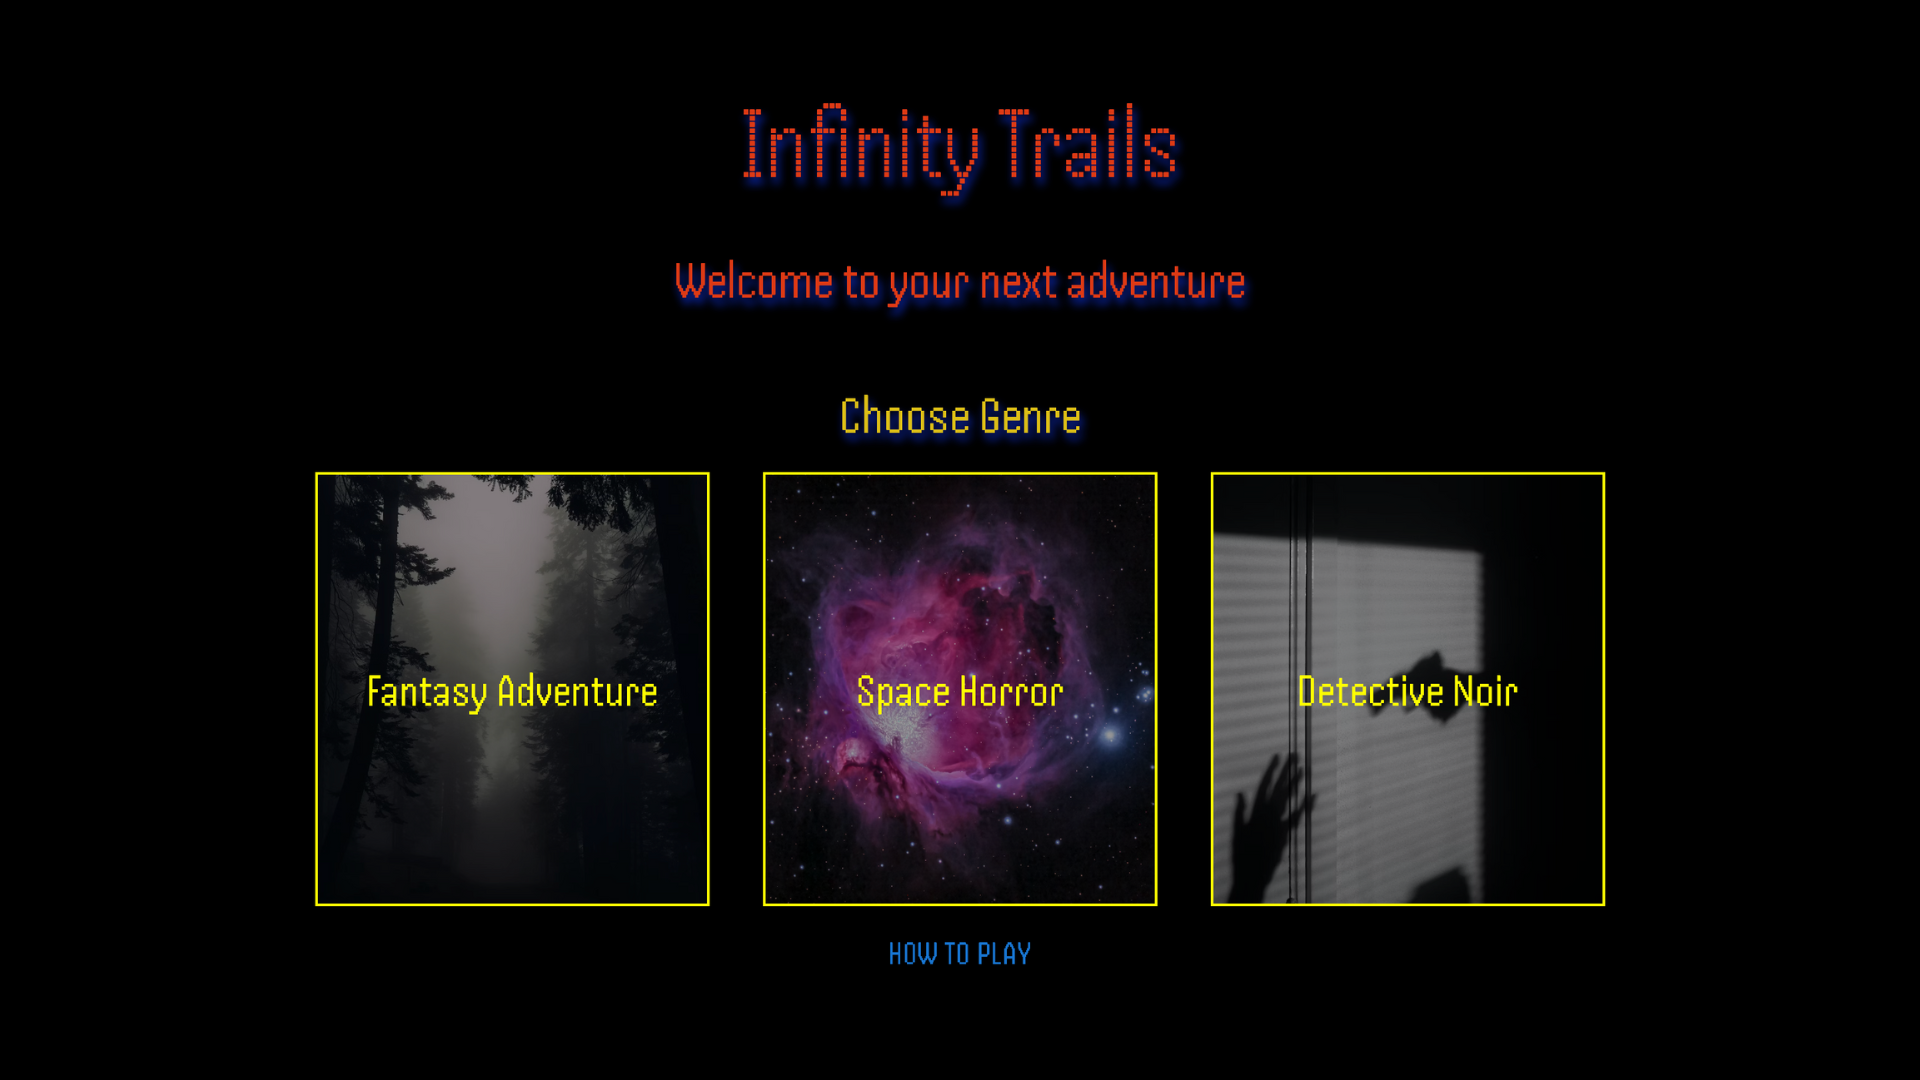 Infinity Trails
Welcome to your next adventure
Choose Genre
Fantasy Adventure
Space Horror
Detective Noir
HOW TO PLAY